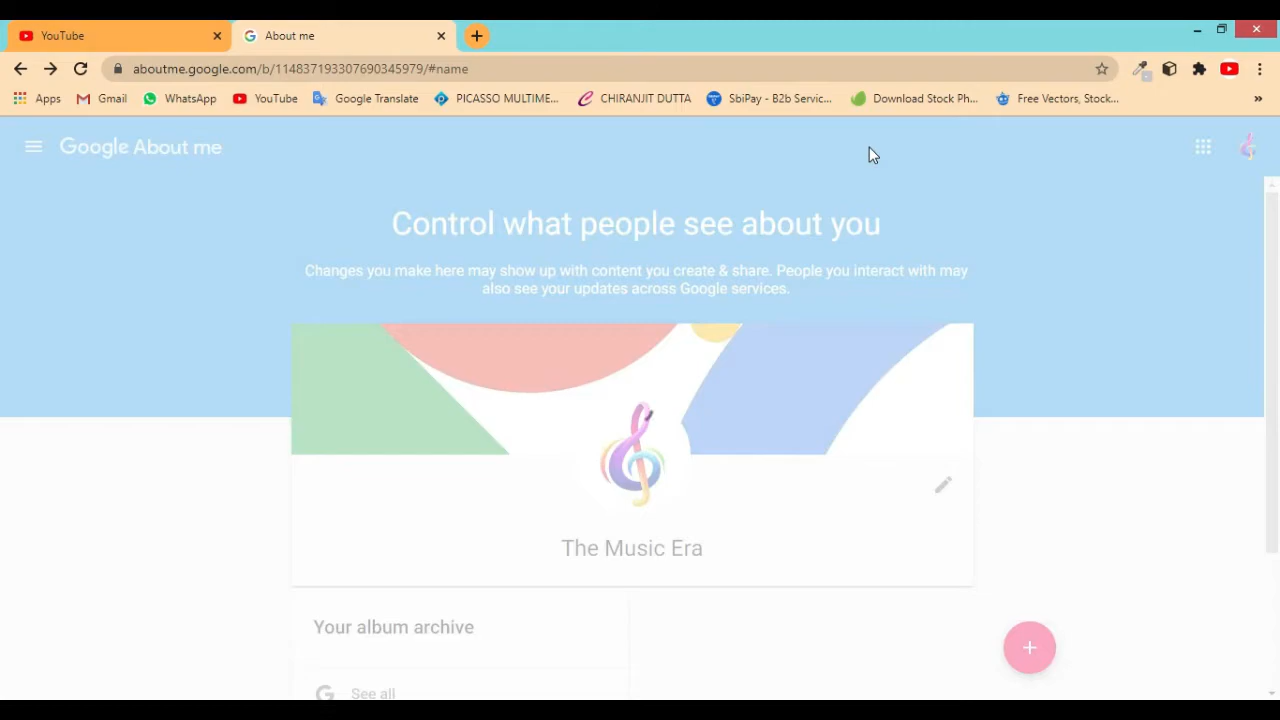 YouTube
About me
aboutme.google.com/b/114837193307690345979/#name
Apps
Gmail
WhatsApp
YouTube
Google Translate
PICASSO MULTIME...
CHIRANJIT DUTTA
SbiPay - B2b Servic...
Download Stock Ph...
Free Vectors, Stock...
»
Google About me
Control what people see about you
Changes you make here may show up with content you create & share. People you interact with may
also see your updates across Google services.
The Music Era
Your album archive
See all